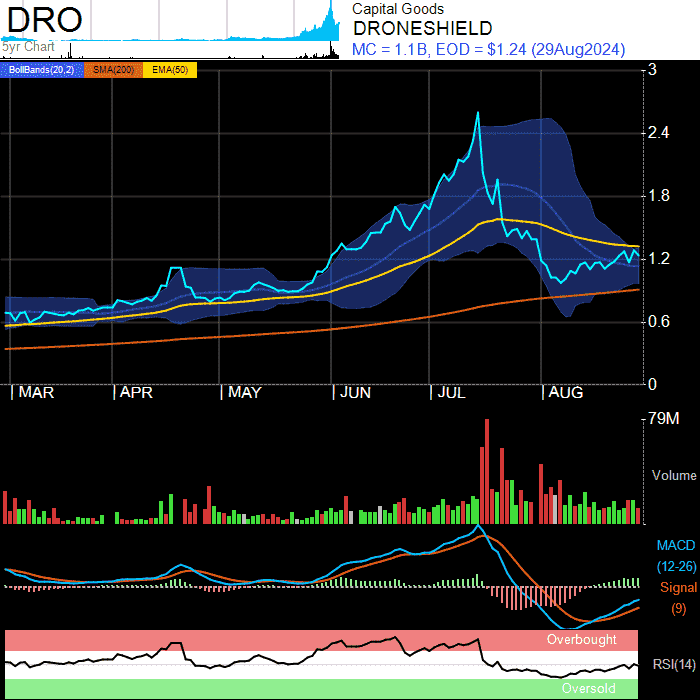 DRO
Capital Goods
DRONESHIELD
5yr Chart
MC = 1.1B, EOD = $1.24 (29Aug2024)
BollBands(20,2) SMA(200) EMA(50)
3
2.4
1.8
1.2
0.6
0
MAR APR MAY JUN JUL AUG
79M
Volume
MACD
(12-26)
Signal
(9)
Overbought
RSI(14)
Oversold